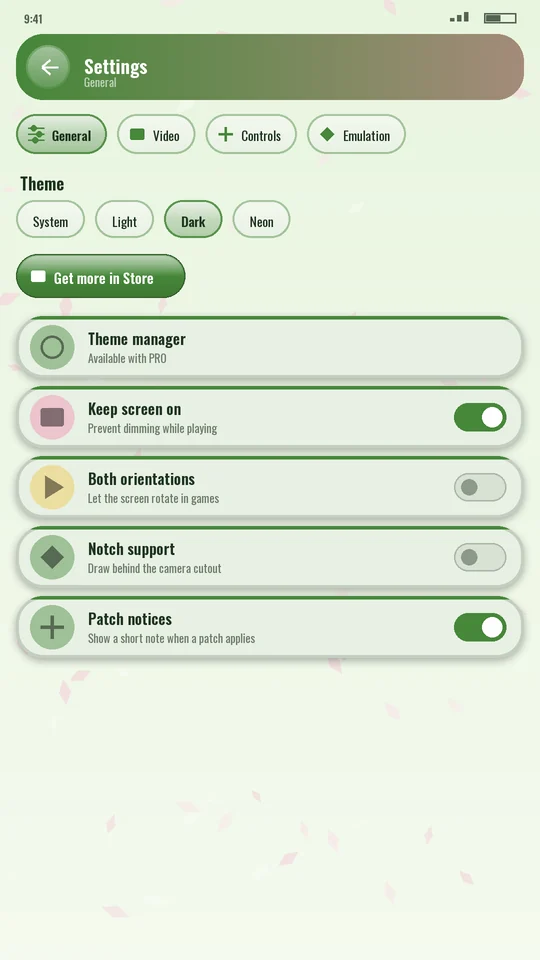 9:41
Settings
General
General
Video
Controls
Emulation
Theme
System
Light
Dark
Neon
Get more in Store
Theme manager
Available with PRO
Keep screen on
Prevent dimming while playing
Both orientations
Let the screen rotate in games
Notch support
Draw behind the camera cutout
Patch notices
Show a short note when a patch applies